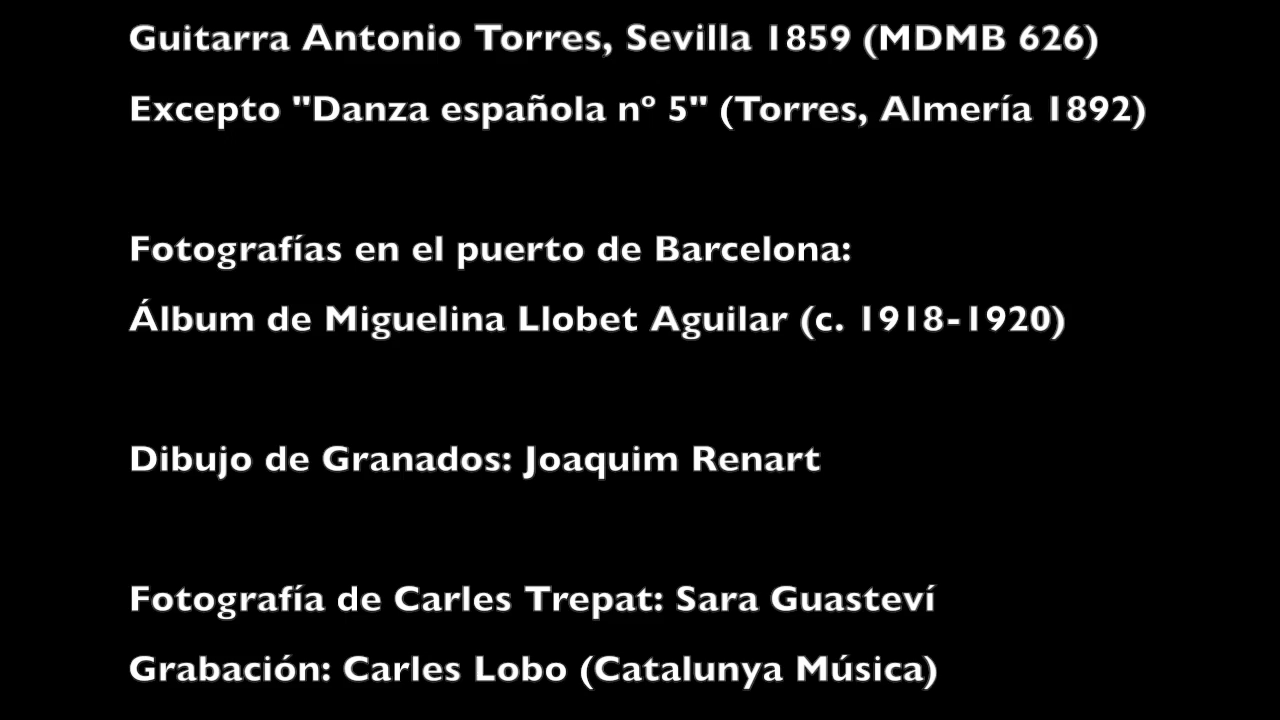 Guitarra Antonio Torres, Sevilla 1859 (MDMB 626)
Excepto "Danza española nº 5" (Torres, Almería 1892)
Fotografías en el puerto de Barcelona:
Álbum de Miguelina Llobet Aguilar (c. 1918-1920)
Dibujo de Granados: Joaquim Renart
Fotografía de Carles Trepat: Sara Guasteví
Grabación: Carles Lobo (Catalunya Música)